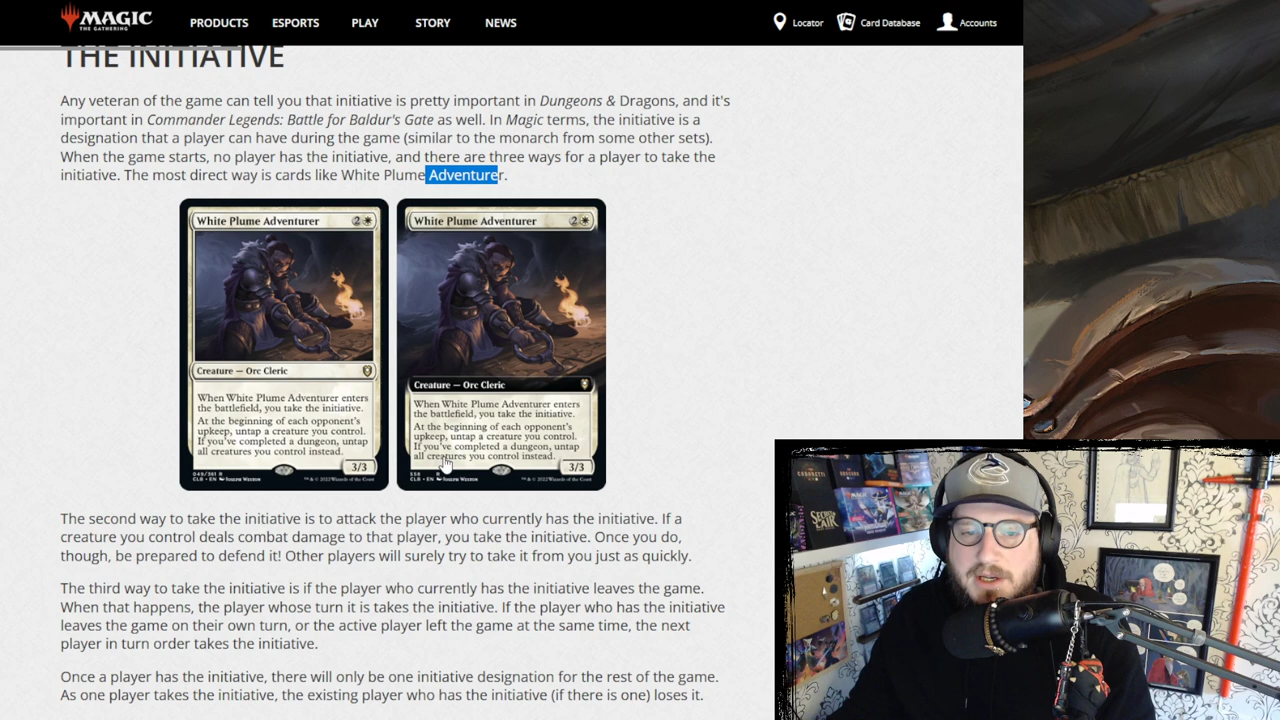 MAGIC
THE GATHERING
PRODUCTS
ESPORTS
PLAY
STORY
NEWS
Locator
Card Database
Accounts
THE INITIATIVE
Any veteran of the game can tell you that initiative is pretty important in Dungeons & Dragons, and it's
important in Commander Legends: Battle for Baldur's Gate as well. In Magic terms, the initiative is a
designation that a player can have during the game (similar to the monarch from some other sets).
When the game starts, no player has the initiative, and there are three ways for a player to take the
initiative. The most direct way is cards like White Plume Adventurer.
White Plume Adventurer 2
Creature — Orc Cleric
When White Plume Adventurer enters
the battlefield, you take the initiative.
At the beginning of each opponent's
upkeep, untap a creature you control.
If you've completed a dungeon, untap
all creatures you control instead.
3/3
CLB • EN
White Plume Adventurer 2
Creature — Orc Cleric
When White Plume Adventurer enters
the battlefield, you take the initiative.
At the beginning of each opponent's
upkeep, untap a creature you control.
If you've completed a dungeon, untap
all creatures you control instead.
3/3
CLB • EN
The second way to take the initiative is to attack the player who currently has the initiative. If a
creature you control deals combat damage to that player, you take the initiative. Once you do,
though, be prepared to defend it! Other players will surely try to take it from you just as quickly.
The third way to take the initiative is if the player who currently has the initiative leaves the game.
When that happens, the player whose turn it is takes the initiative. If the player who has the initiative
leaves the game on their own turn, or the active player left the game at the same time, the next
player in turn order takes the initiative.
Once a player has the initiative, there will only be one initiative designation for the rest of the game.
As one player takes the initiative, the existing player who has the initiative (if there is one) loses it.
SECRET
LAIR